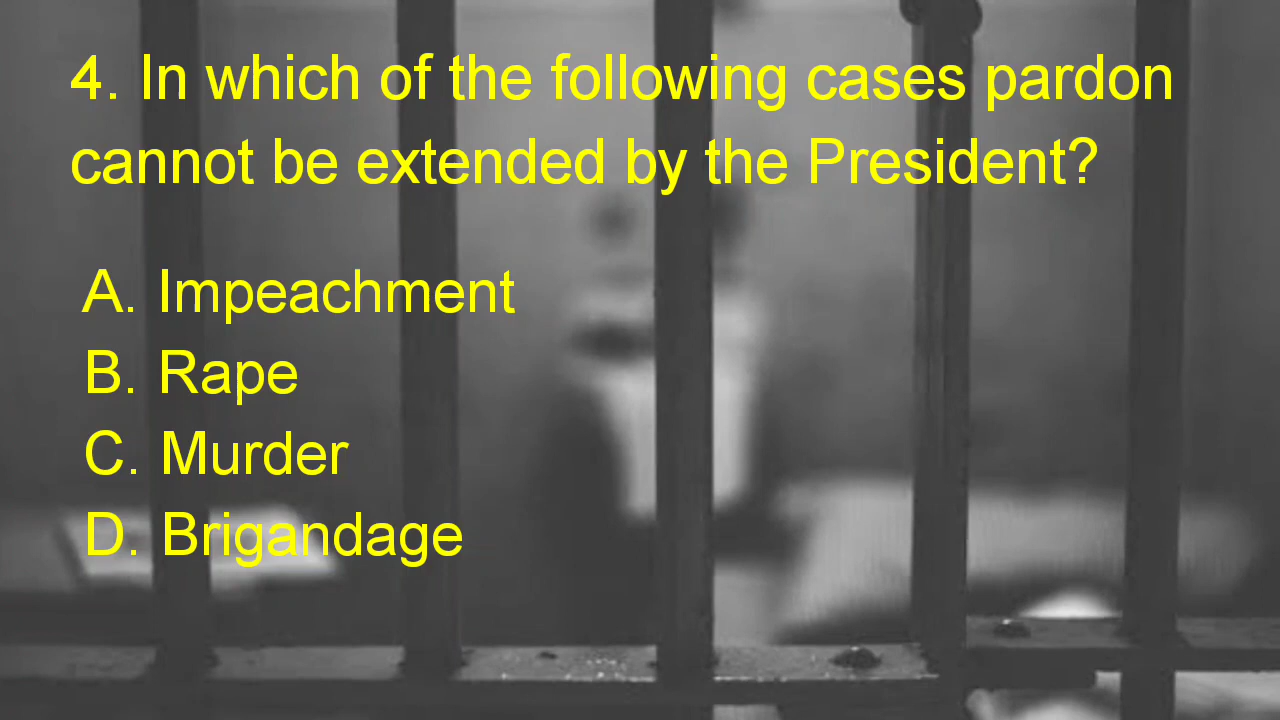 4. In which of the following cases pardon
cannot be extended by the President?
A. Impeachment
B. Rape
C. Murder
D. Brigandage